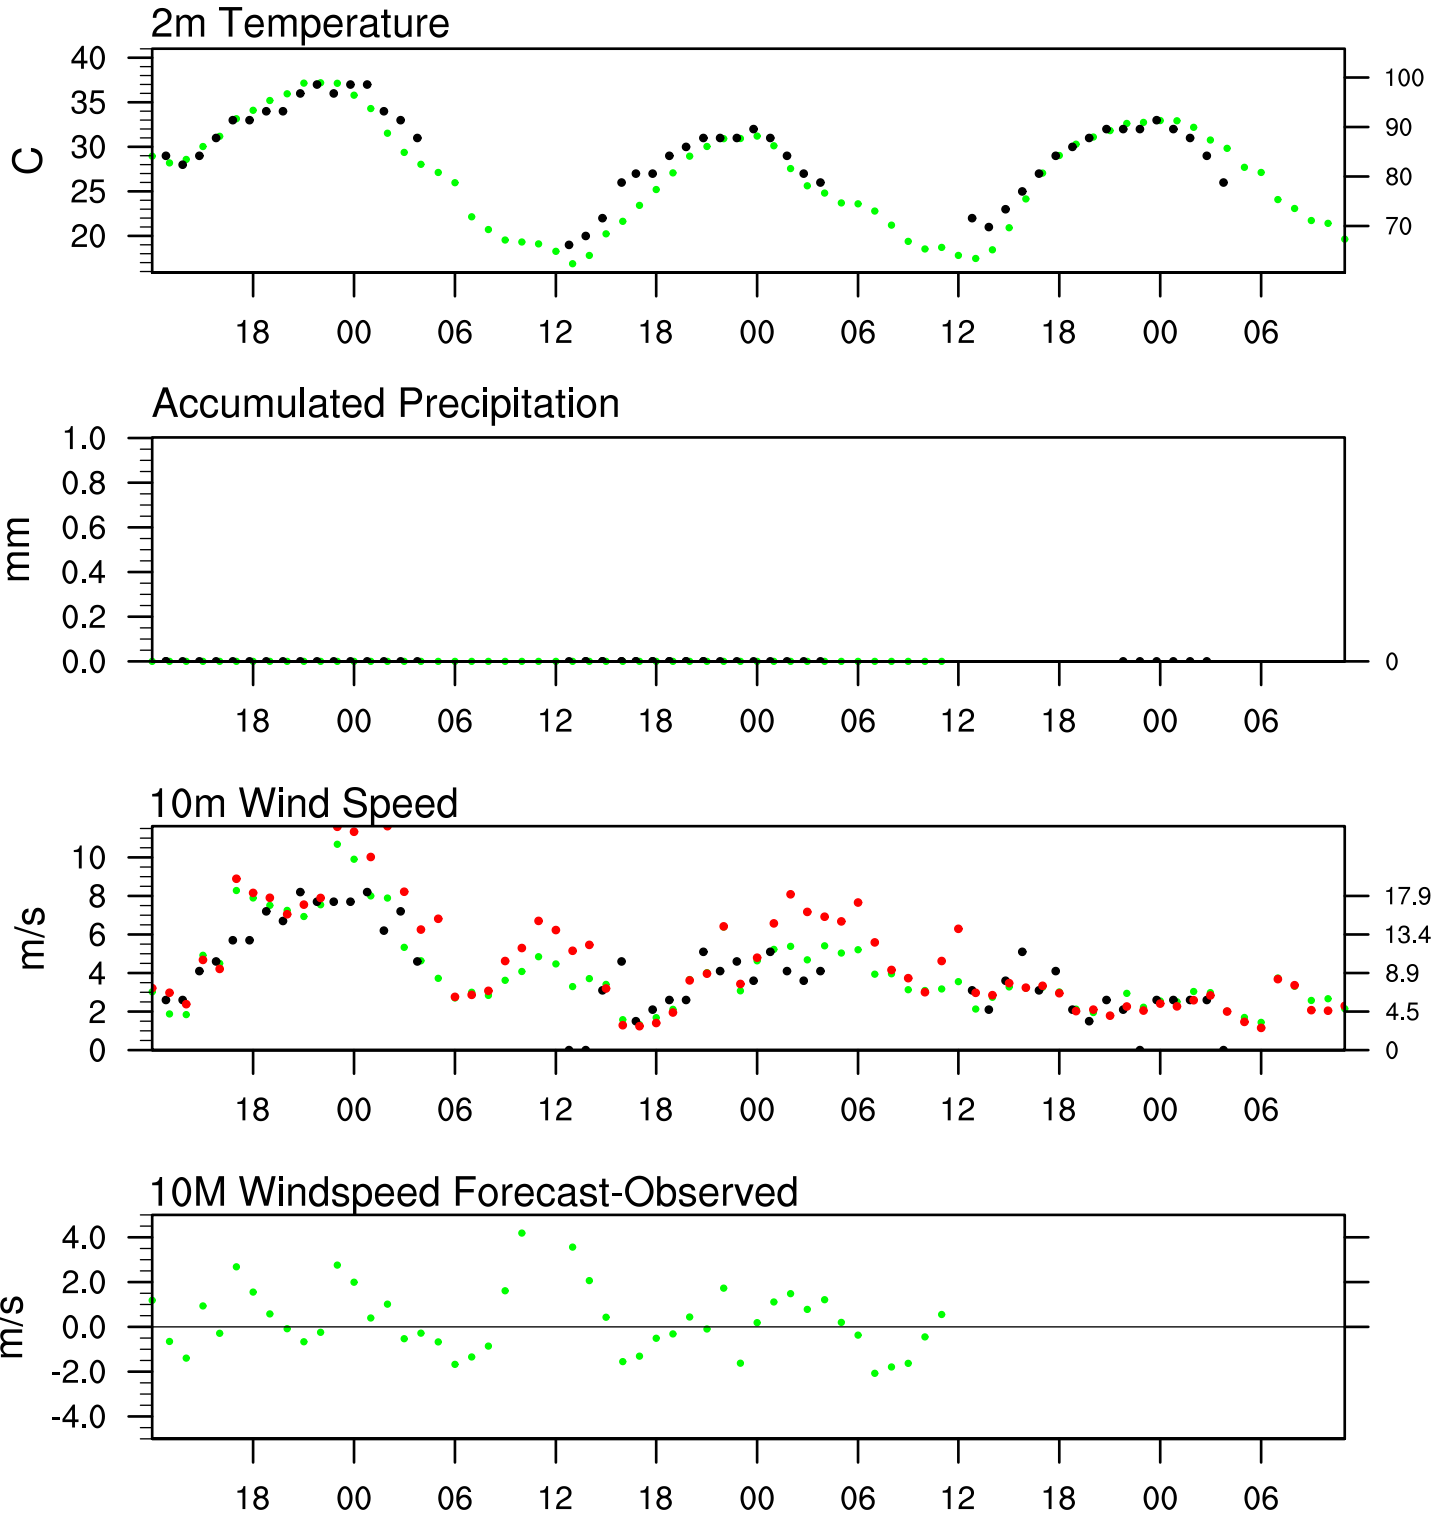 2m Temperature
40
35
30
25
20
C
100
90
80
70
18 00 06 12 18 00 06 12 18 00 06
Accumulated Precipitation
1.0
0.8
0.6
0.4
0.2
0.0
mm
0
18 00 06 12 18 00 06 12 18 00 06
10m Wind Speed
10
8
6
4
2
0
m/s
17.9
13.4
8.9
4.5
0
18 00 06 12 18 00 06 12 18 00 06
10M Windspeed Forecast-Observed
4.0
2.0
0.0
-2.0
-4.0
m/s
18 00 06 12 18 00 06 12 18 00 06